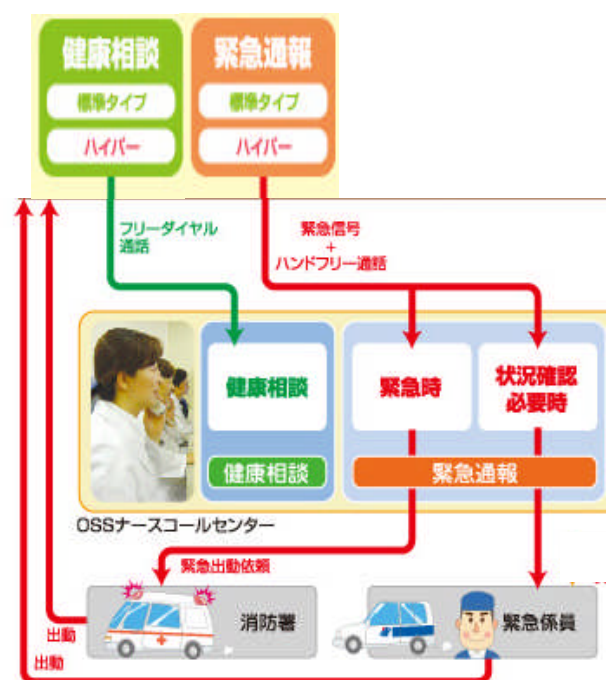 健康相談
標準タイプ
ハイパー
緊急通報
標準タイプ
ハイパー
フリーダイヤル
通話
緊急信号
+
ハンドフリー通話
健康相談
緊急時
状況確認
必要時
健康相談
緊急通報
OSSナースコールセンター
緊急出動依頼
消防署
緊急係員
出動
出動